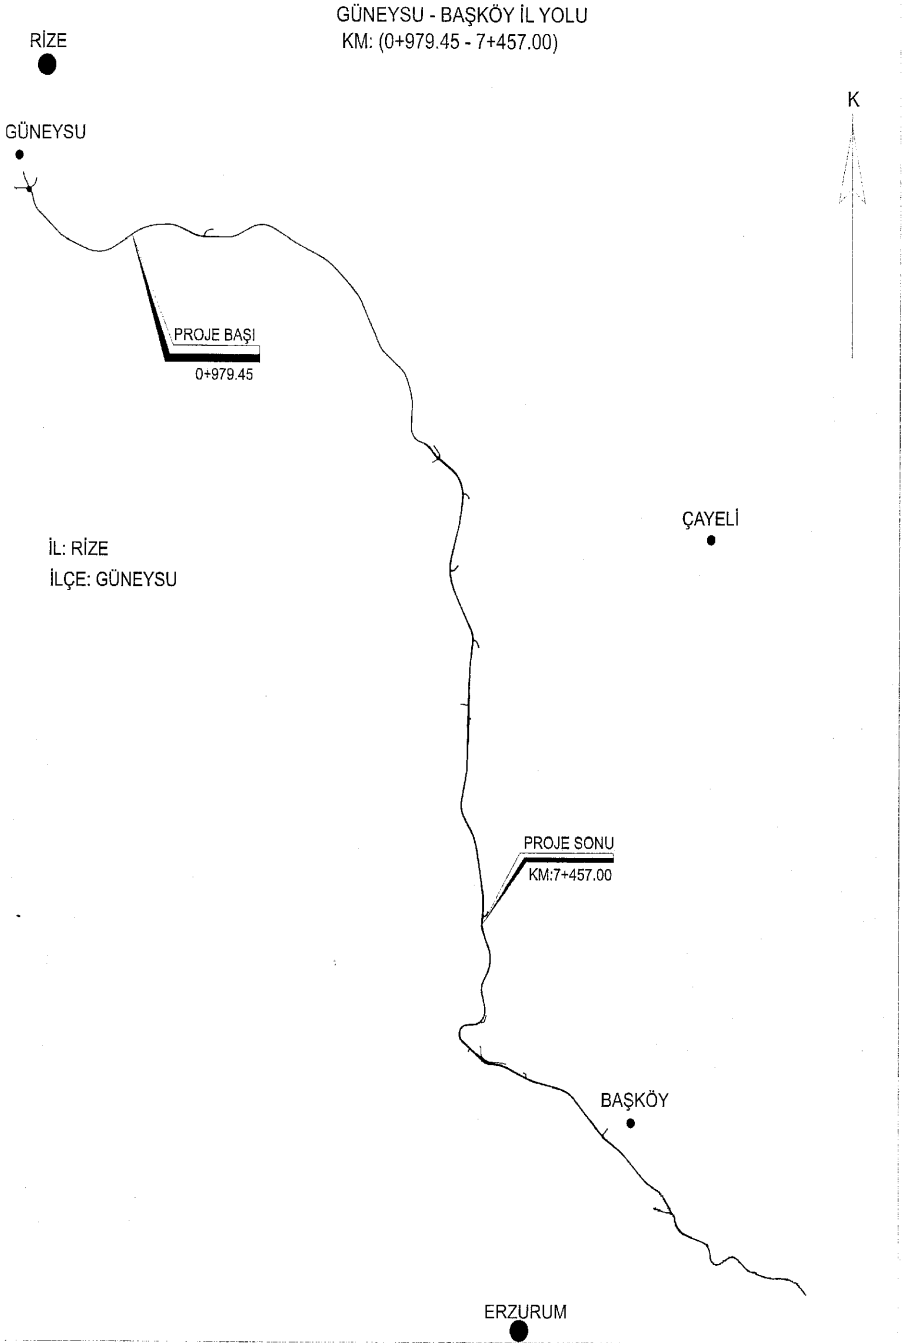 GÜNEYSU - BAŞKÖY İL YOLU
KM: (0+979.45 - 7+457.00)
RİZE
K
GÜNEYSU
PROJE BAŞI
0+979.45
ÇAYELİ
İL: RİZE
İLÇE: GÜNEYSU
PROJE SONU
KM:7+457.00
BAŞKÖY
ERZURUM